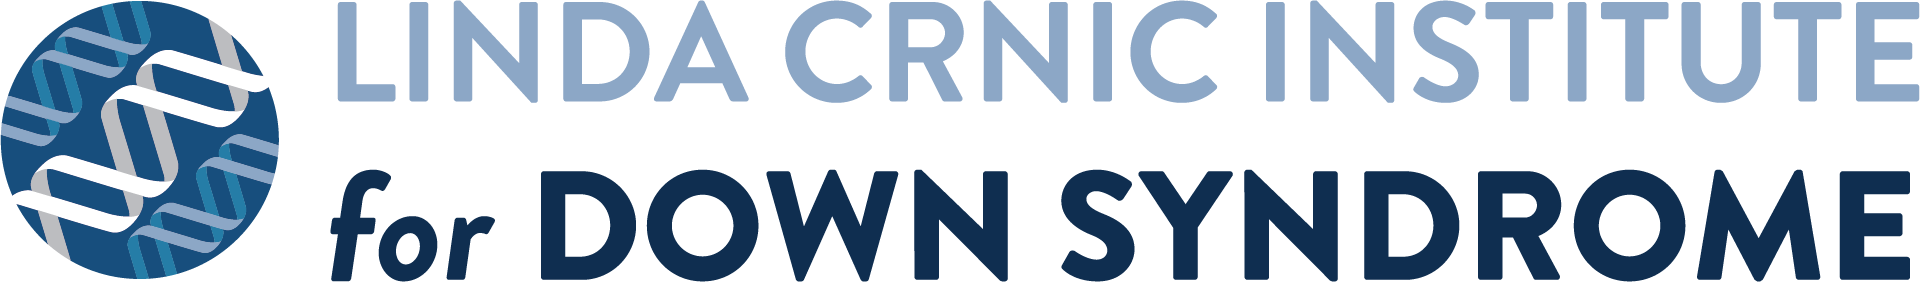 LINDA CRNIC INSTITUTE
for DOWN SYNDROME